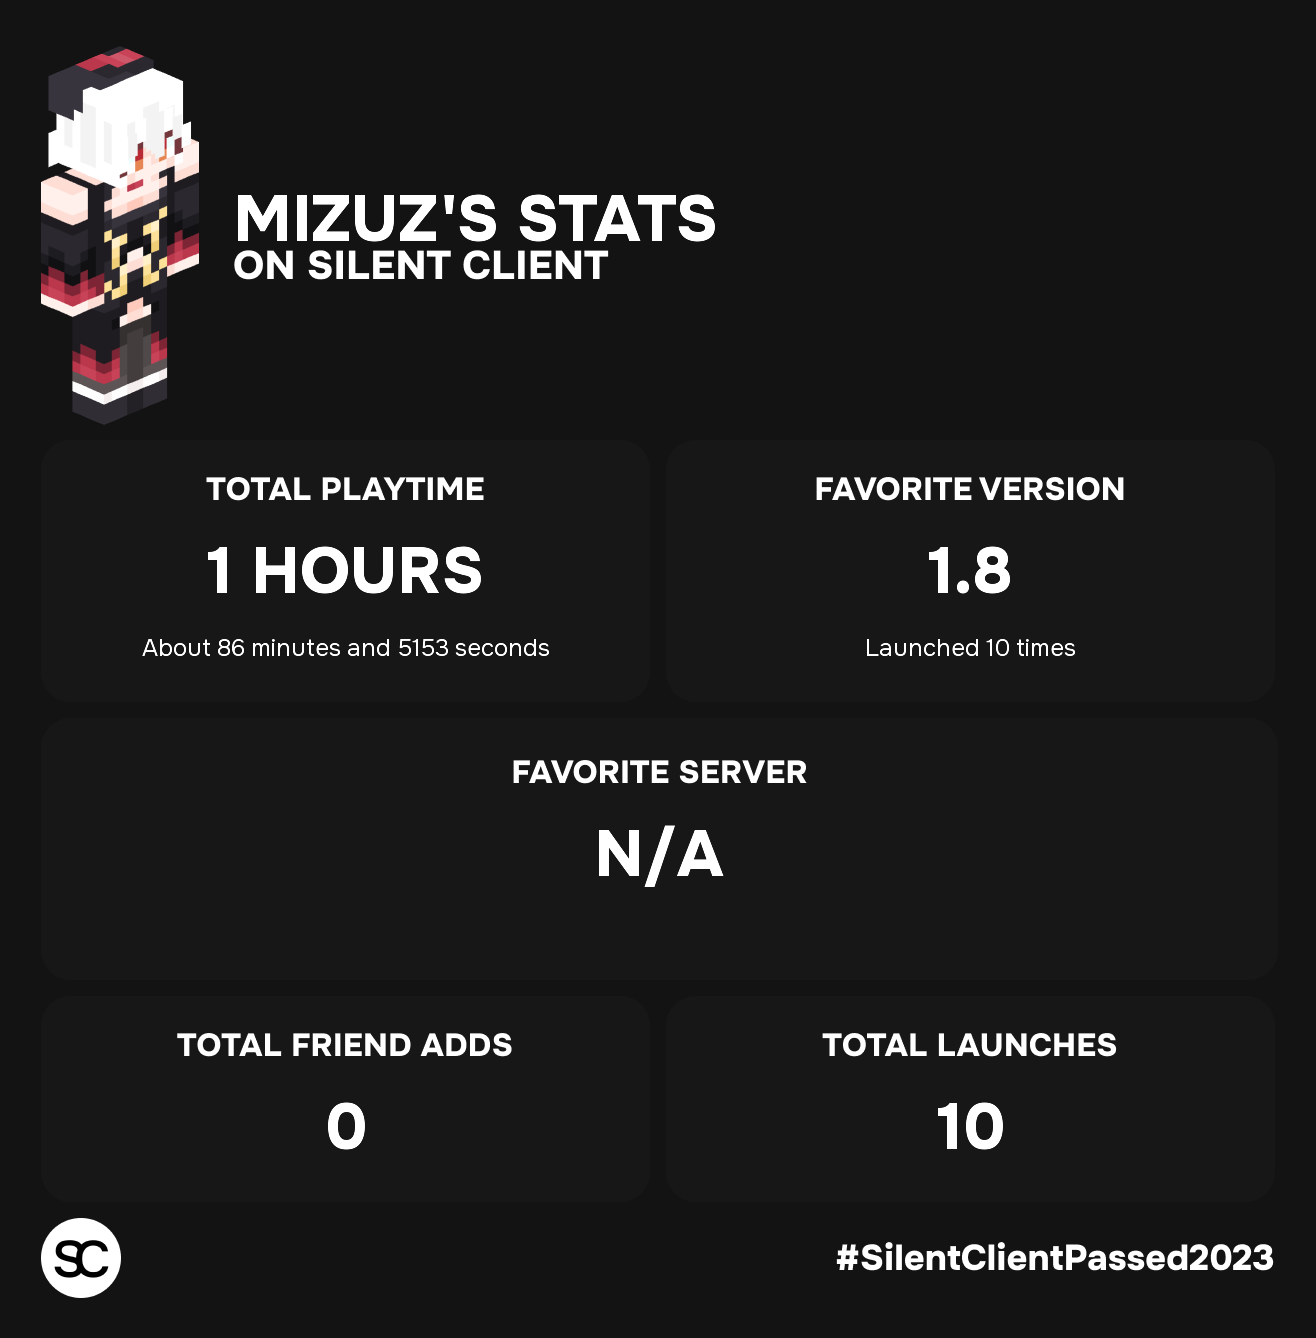 MIZUZ'S STATS
ON SILENT CLIENT
TOTAL PLAYTIME
1 HOURS
About 86 minutes and 5153 seconds
FAVORITE VERSION
1.8
Launched 10 times
FAVORITE SERVER
N/A
TOTAL FRIEND ADDS
0
TOTAL LAUNCHES
10
SC
#SilentClientPassed2023